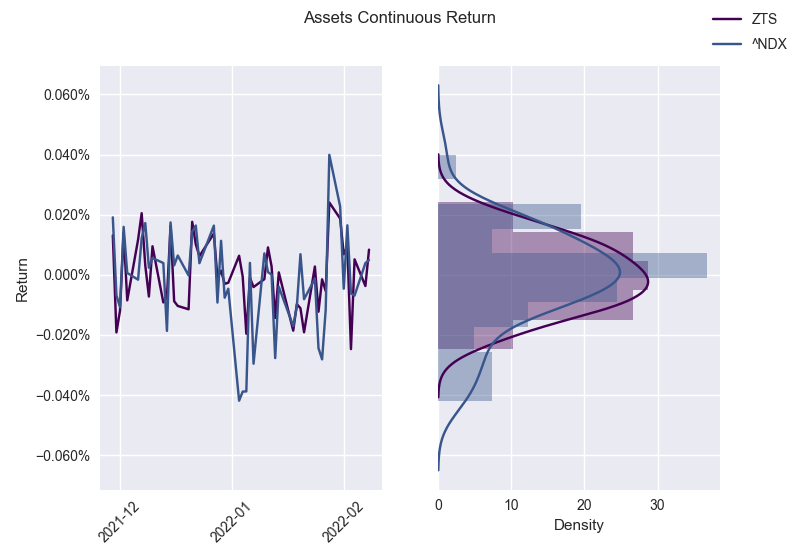 Assets Continuous Return
ZTS
^NDX
0.060%
0.040%
0.020%
0.000%
−0.020%
−0.040%
−0.060%
Return
2021-12
2022-01
2022-02
0
10
20
30
Density